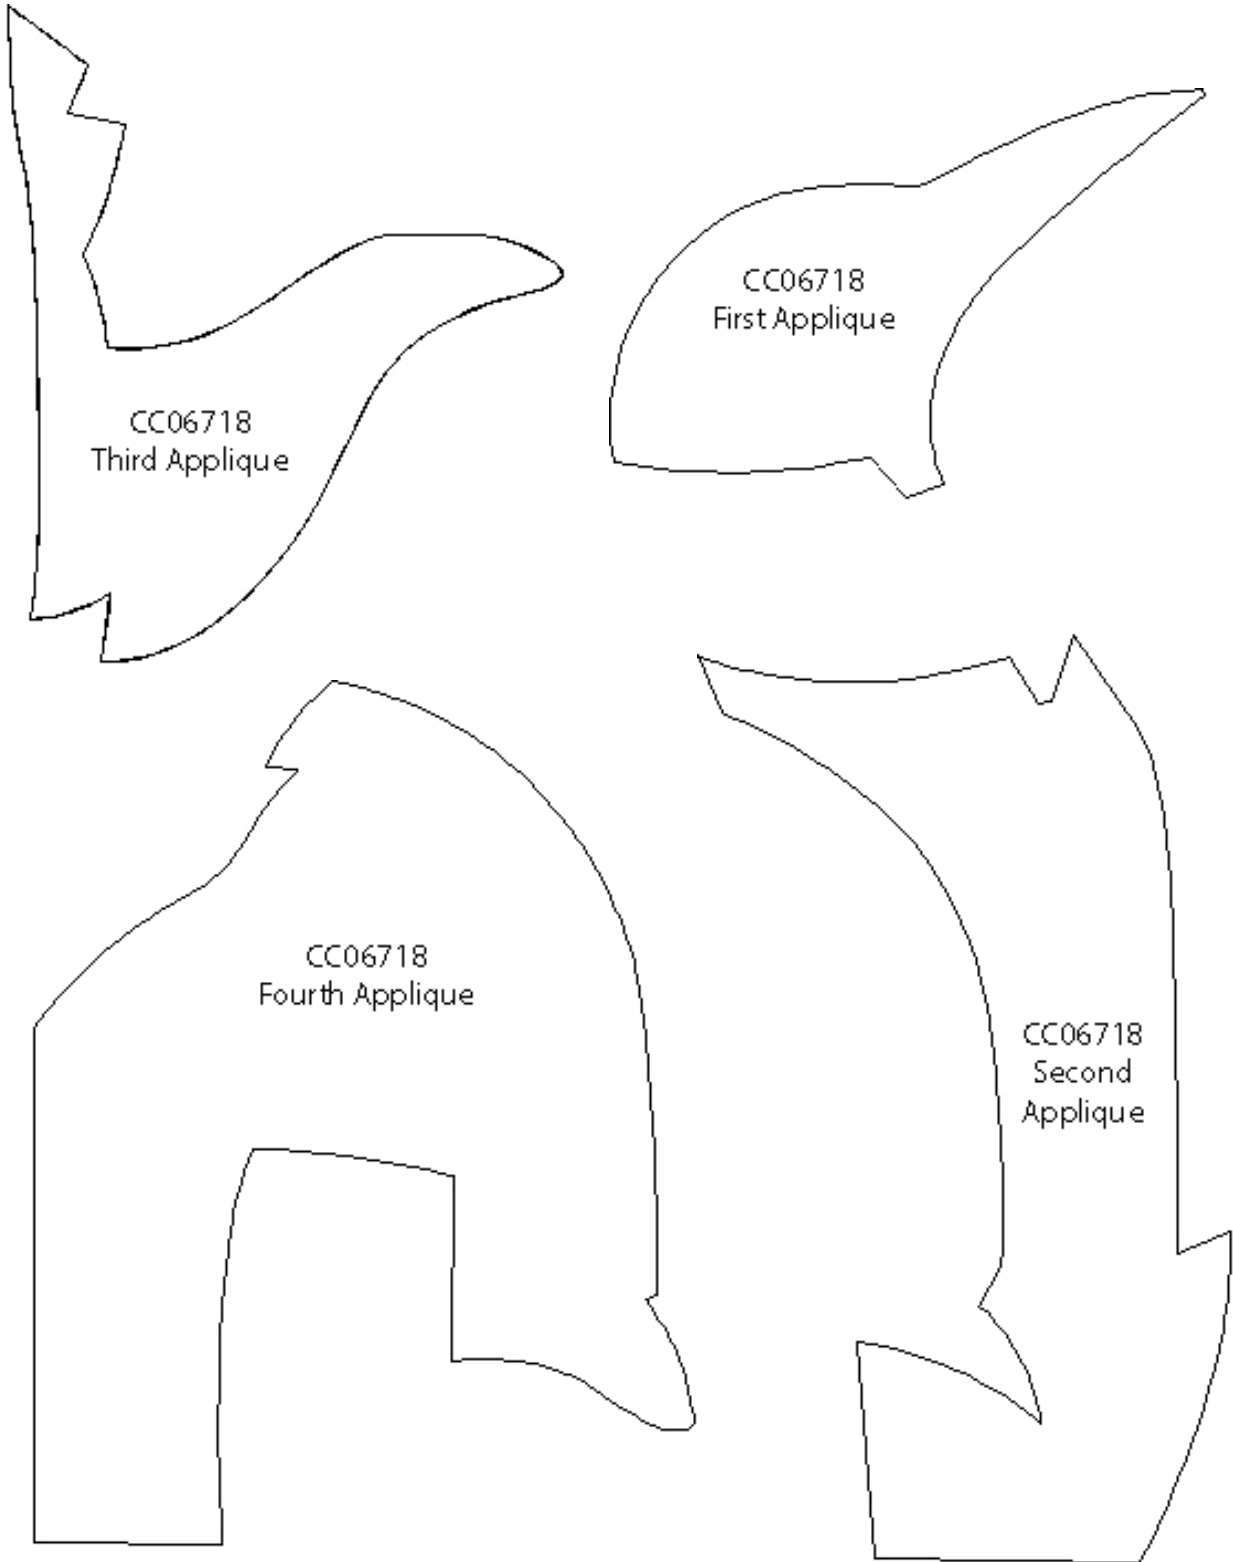 CC06718
First Applique
CC06718
Third Applique
CC06718
Fourth Applique
CC06718
Second
Applique